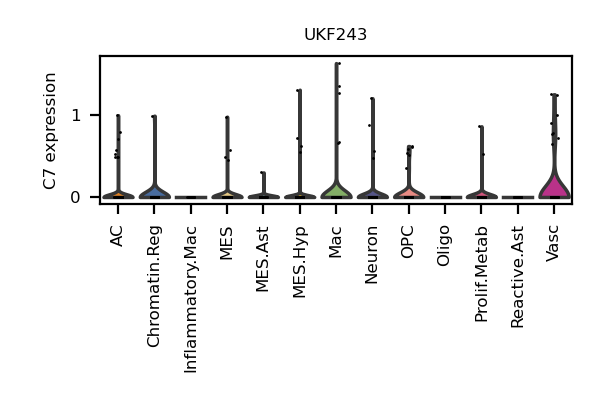 UKF243
C7 expression
1
0
AC
Chromatin.Reg
Inflammatory.Mac
MES
MES.Ast
MES.Hyp
Mac
Neuron
OPC
Oligo
Prolif.Metab
Reactive.Ast
Vasc